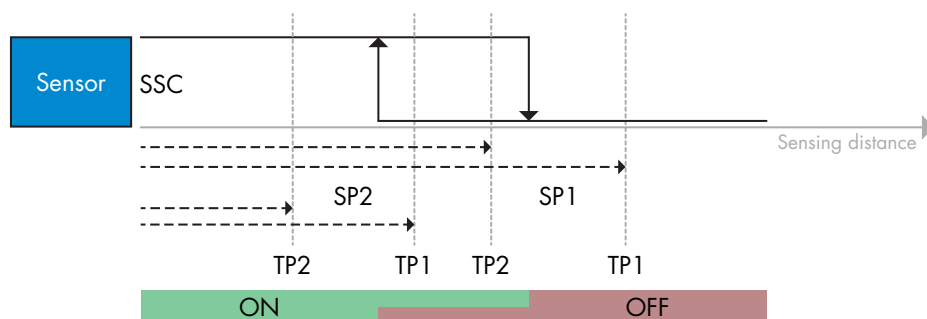 Sensor
SSC
Sensing distance
SP2 SP1
TP2 TP1 TP2 TP1
ON OFF